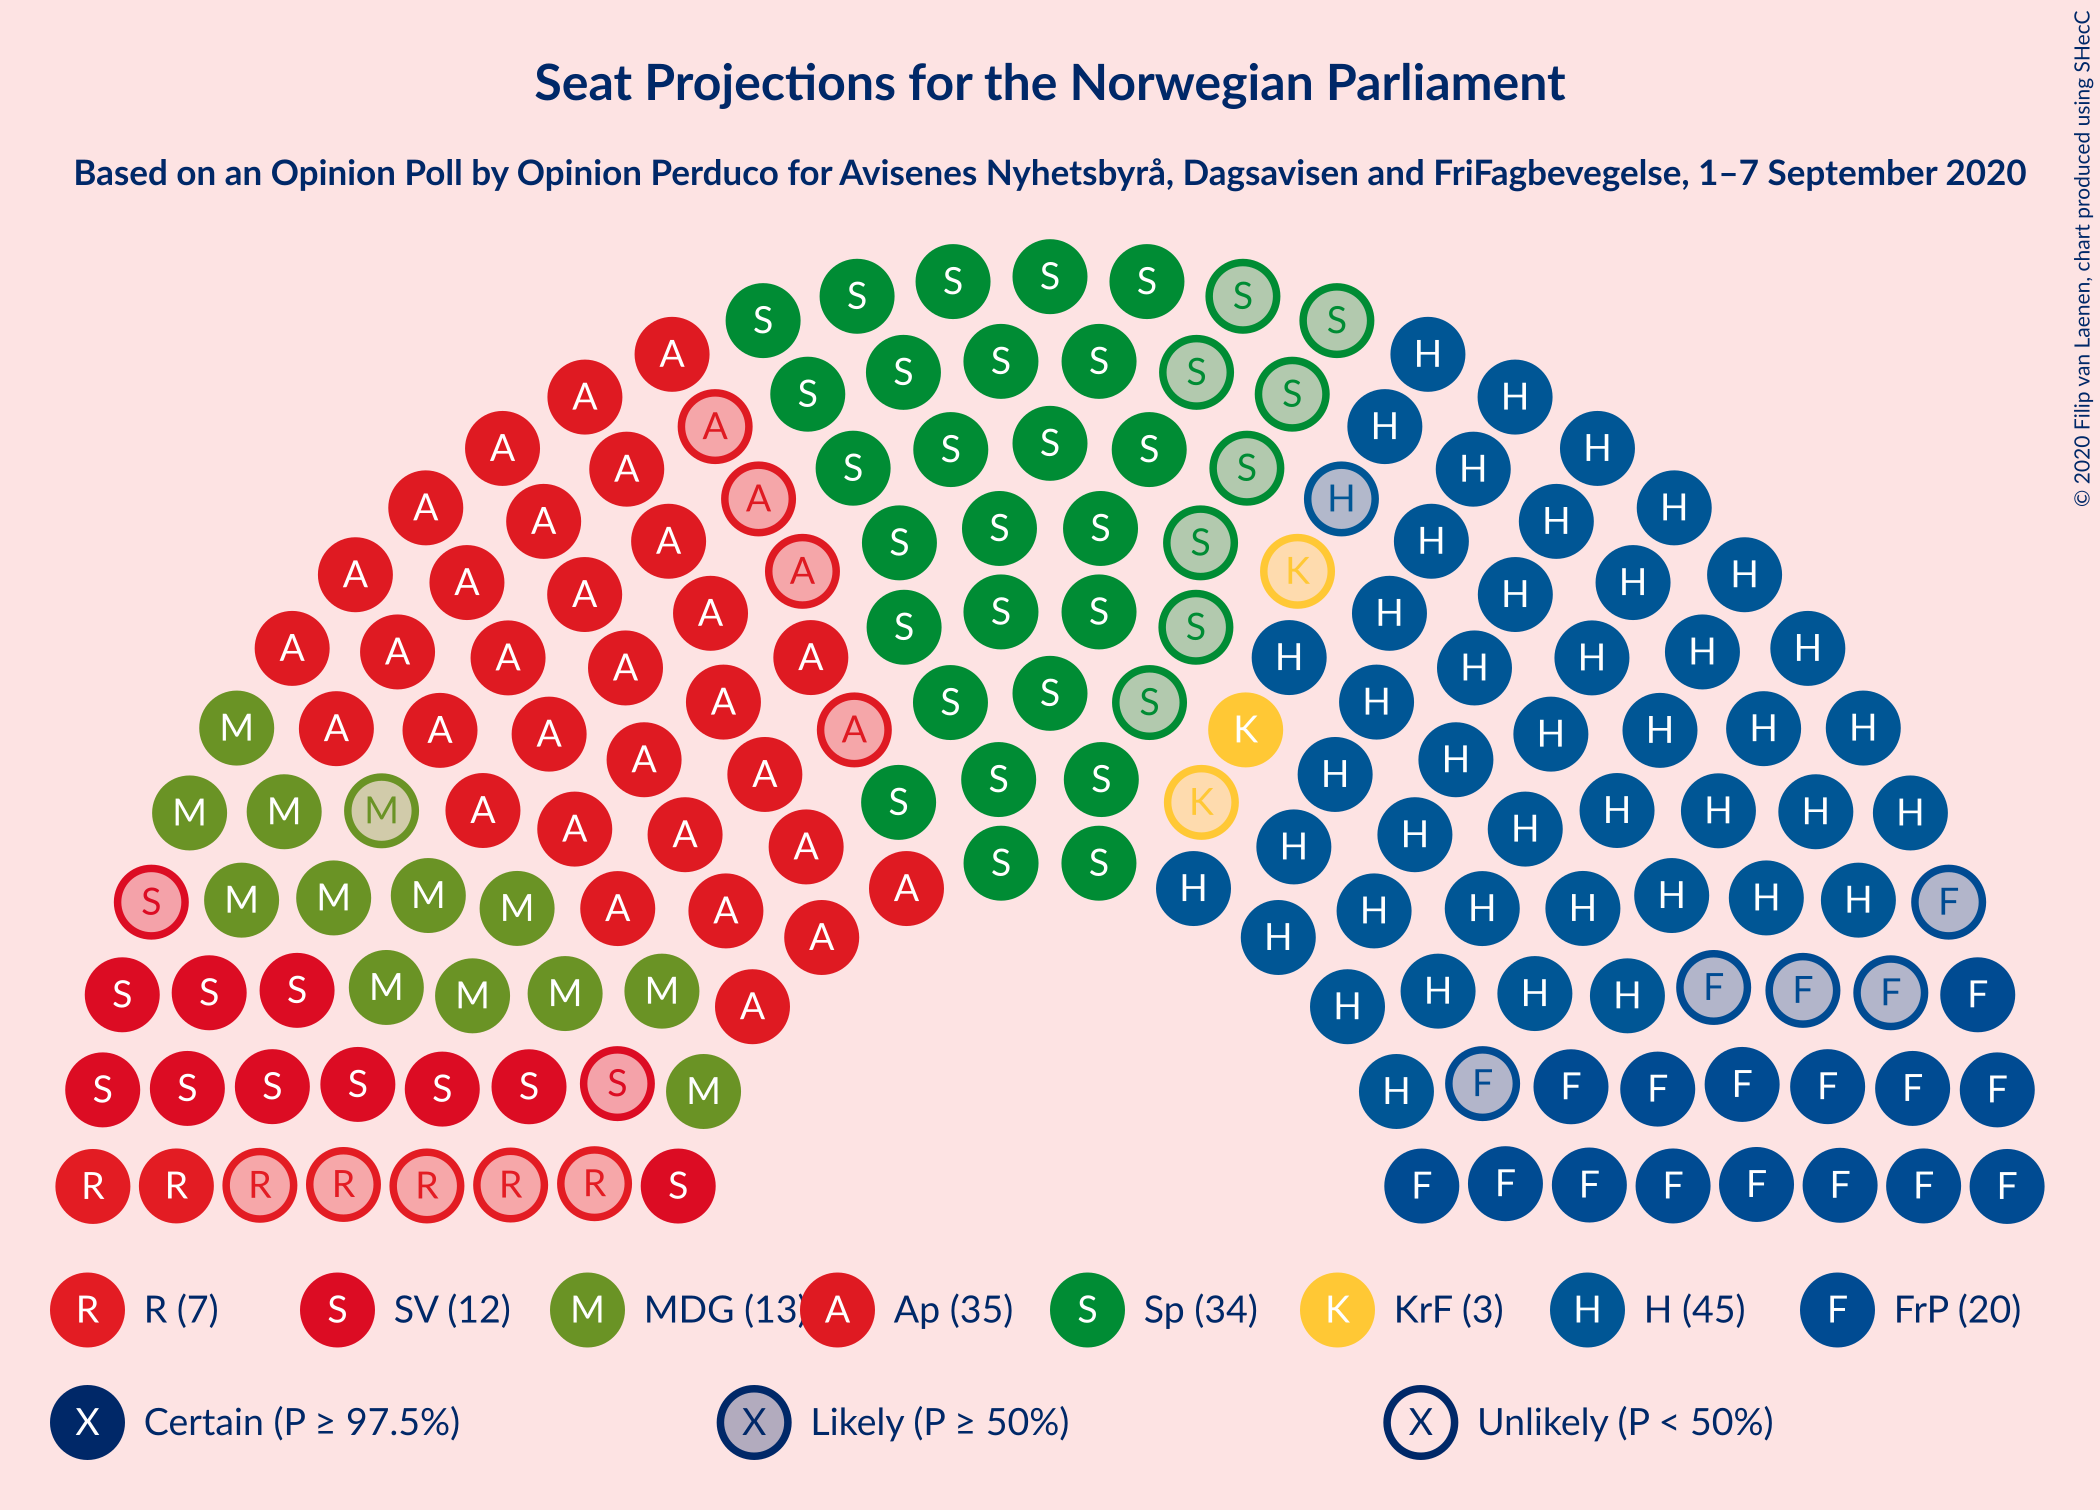 Seat Projections for the Norwegian Parliament
Based on an Opinion Poll by Opinion Perduco for Avisenes Nyhetsbyrå, Dagsavisen and FriFagbevegelse, 1–7 September 2020
© 2020 Filip van Laenen, chart produced using SHecC
S S S S S S S
A S S S S S S H
A A S S S S S H H
A A A S S S S H H H
A A A A S S S S K H H H H
A A A A S S S H H H H
A A A A A K H H H H H
M A A A A A S S S K H H H H H H
M M M A A A A S S H H H H H H H
S M M M M A A A A H H H H H H H H F
S S S M M M M A H H H H F F F F
S S S S S S S M H F F F F F F F
R R R R R R R S F F F F F F F F
R R (7) S SV (12) M MDG (13) A Ap (35) S Sp (34) K KrF (3) H H (45) F FrP (20)
X Certain (P ≥ 97.5%) X Likely (P ≥ 50%) X Unlikely (P < 50%)